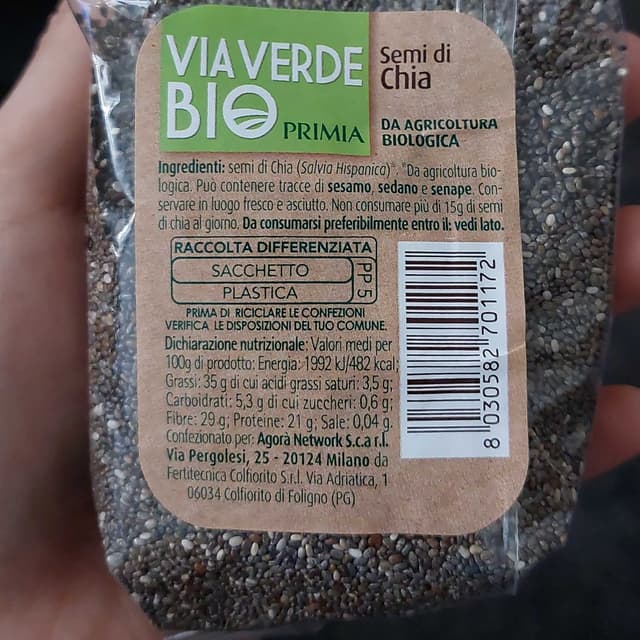 VIAVERDE
BIO PRIMIA
Semi di
Chia
DA AGRICOLTURA
BIOLOGICA
Ingredienti: semi di Chia (Salvia Hispanica)*. *Da agricoltura bio-
logica. Può contenere tracce di sesamo, sedano e senape. Con-
servare in luogo fresco e asciutto. Non consumare più di 15g di semi
di chia al giorno. Da consumarsi preferibilmente entro il: vedi lato.
RACCOLTA DIFFERENZIATA
SACCHETTO
PLASTICA
PP5
PRIMA DI RICICLARE LE CONFEZIONI
VERIFICA LE DISPOSIZIONI DEL TUO COMUNE.
Dichiarazione nutrizionale: Valori medi per
100g di prodotto: Energia: 1992 kJ/482 kcal;
Grassi: 35 g di cui acidi grassi saturi: 3,5 g;
Carboidrati: 5,3 g di cui zuccheri: 0,6 g;
Fibre: 29 g; Proteine: 21 g; Sale: 0,04 g.
Confezionato per: Agorà Network S.c.a r.l.
Via Pergolesi, 25 - 20124 Milano da
Fertitecnica Colfiorito S.r.l. Via Adriatica, 1
06034 Colfiorito di Foligno (PG)
8 030582 701172